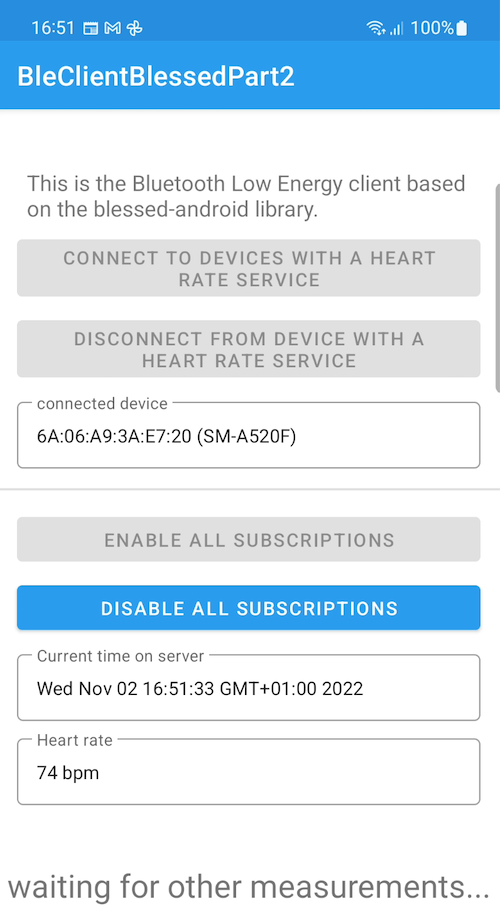 16:51
100%
BleClientBlessedPart2
This is the Bluetooth Low Energy client based
on the blessed-android library.
CONNECT TO DEVICES WITH A HEART
RATE SERVICE
DISCONNECT FROM DEVICE WITH A
HEART RATE SERVICE
connected device
6A:06:A9:3A:E7:20 (SM-A520F)
ENABLE ALL SUBSCRIPTIONS
DISABLE ALL SUBSCRIPTIONS
Current time on server
Wed Nov 02 16:51:33 GMT+01:00 2022
Heart rate
74 bpm
waiting for other measurements...